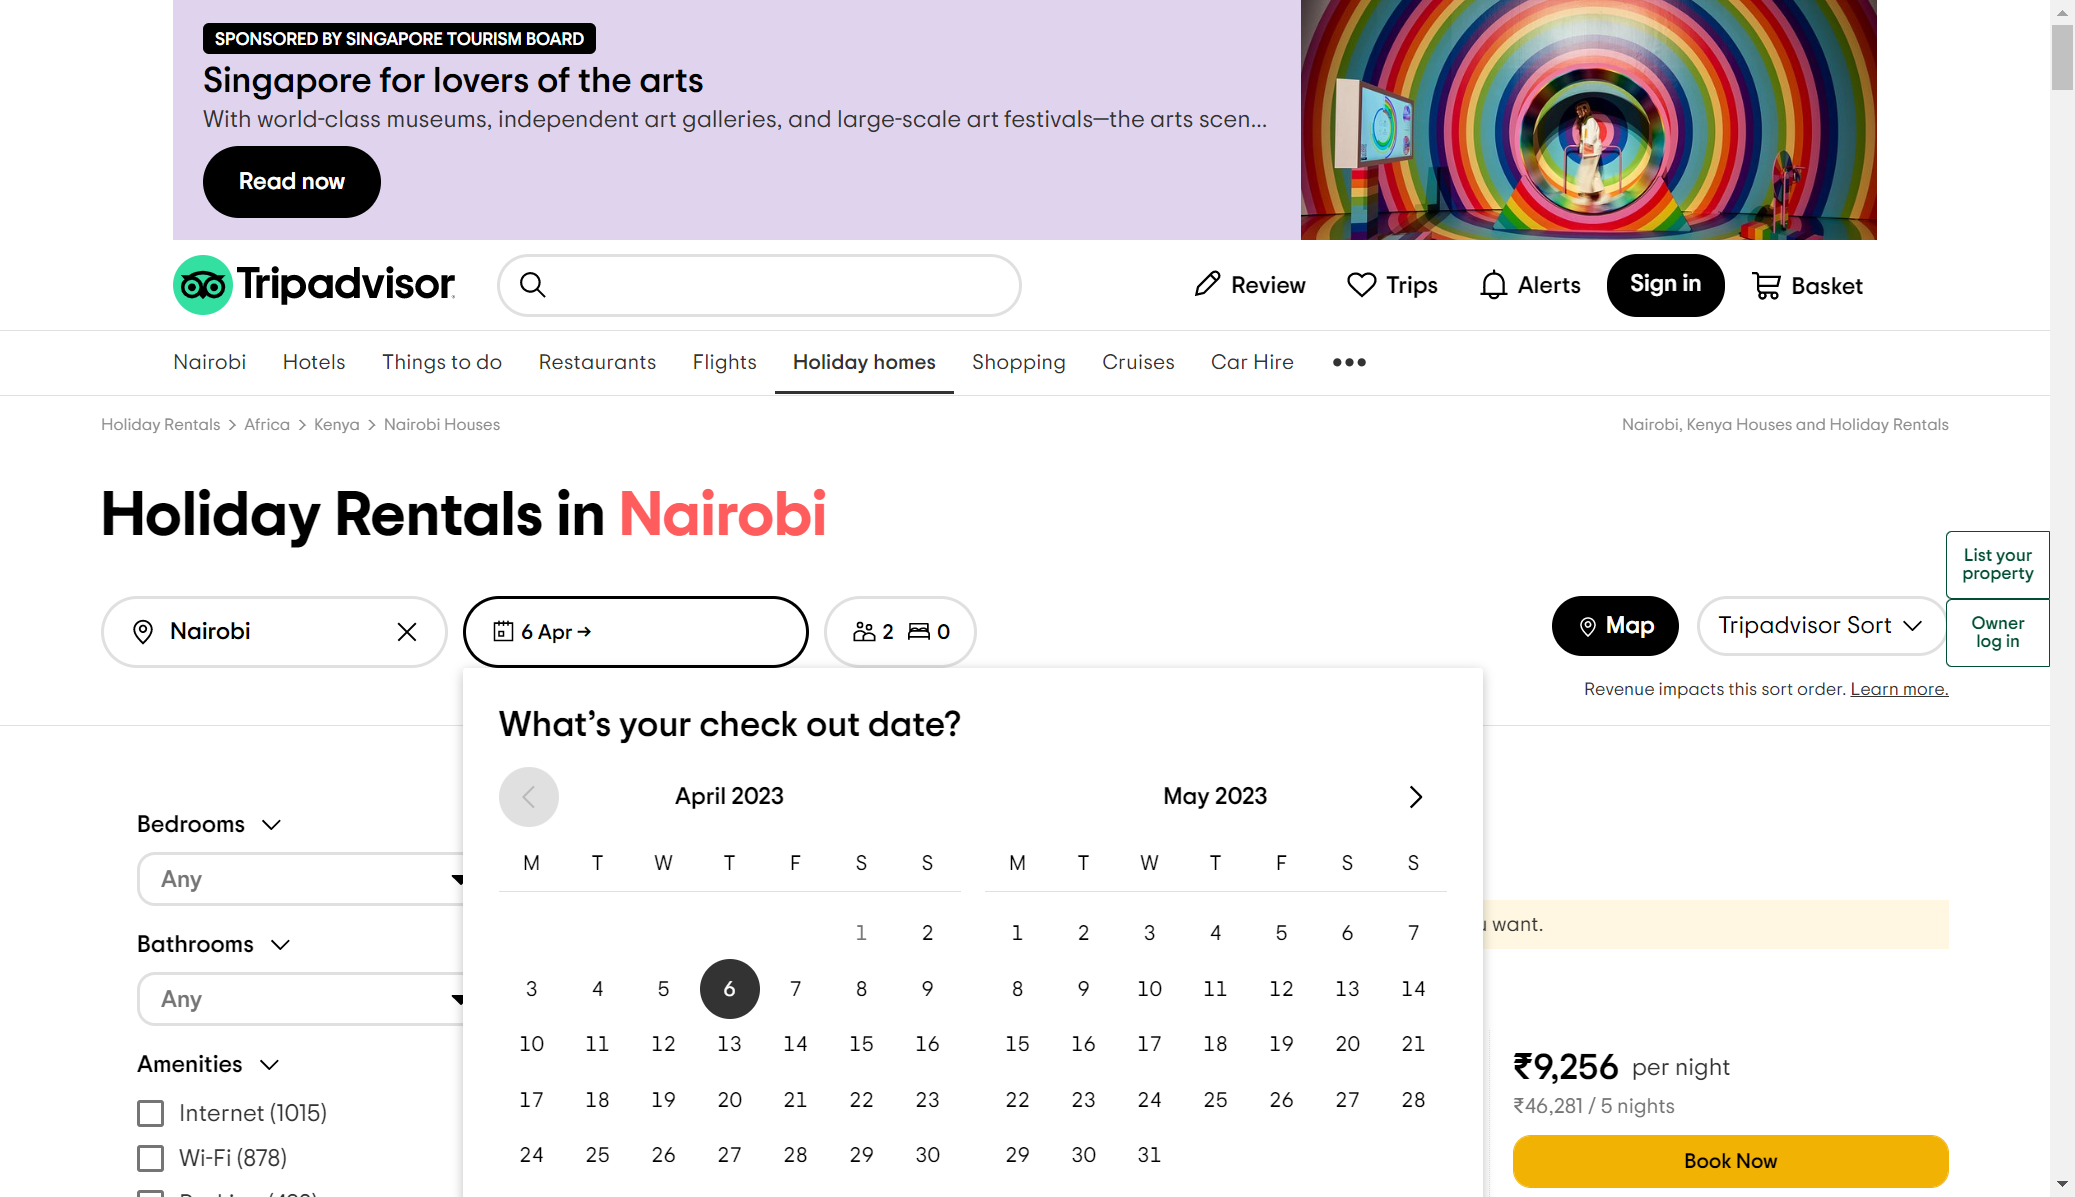 SPONSORED BY SINGAPORE TOURISM BOARD
Singapore for lovers of the arts
With world-class museums, independent art galleries, and large-scale art festivals—the arts scen...
Read now
Tripadvisor
Review
Trips
Alerts
Sign in
Basket
Nairobi
Hotels
Things to do
Restaurants
Flights
Holiday homes
Shopping
Cruises
Car Hire
•••
Holiday Rentals > Africa > Kenya > Nairobi Houses
Nairobi, Kenya Houses and Holiday Rentals
Holiday Rentals in Nairobi
List your
property
Owner
log in
Nairobi
6 Apr →
2
0
Map
Tripadvisor Sort
Revenue impacts this sort order. Learn more.
What's your check out date?
April 2023
M T W T F S S
1 2
3 4 5 6 7 8 9
10 11 12 13 14 15 16
17 18 19 20 21 22 23
24 25 26 27 28 29 30
May 2023
M T W T F S S
1 2 3 4 5 6 7
8 9 10 11 12 13 14
15 16 17 18 19 20 21
22 23 24 25 26 27 28
29 30 31
Bedrooms
Any
Bathrooms
Any
Amenities
Internet (1015)
Wi-Fi (878)
want.
₹9,256 per night
₹46,281 / 5 nights
Book Now